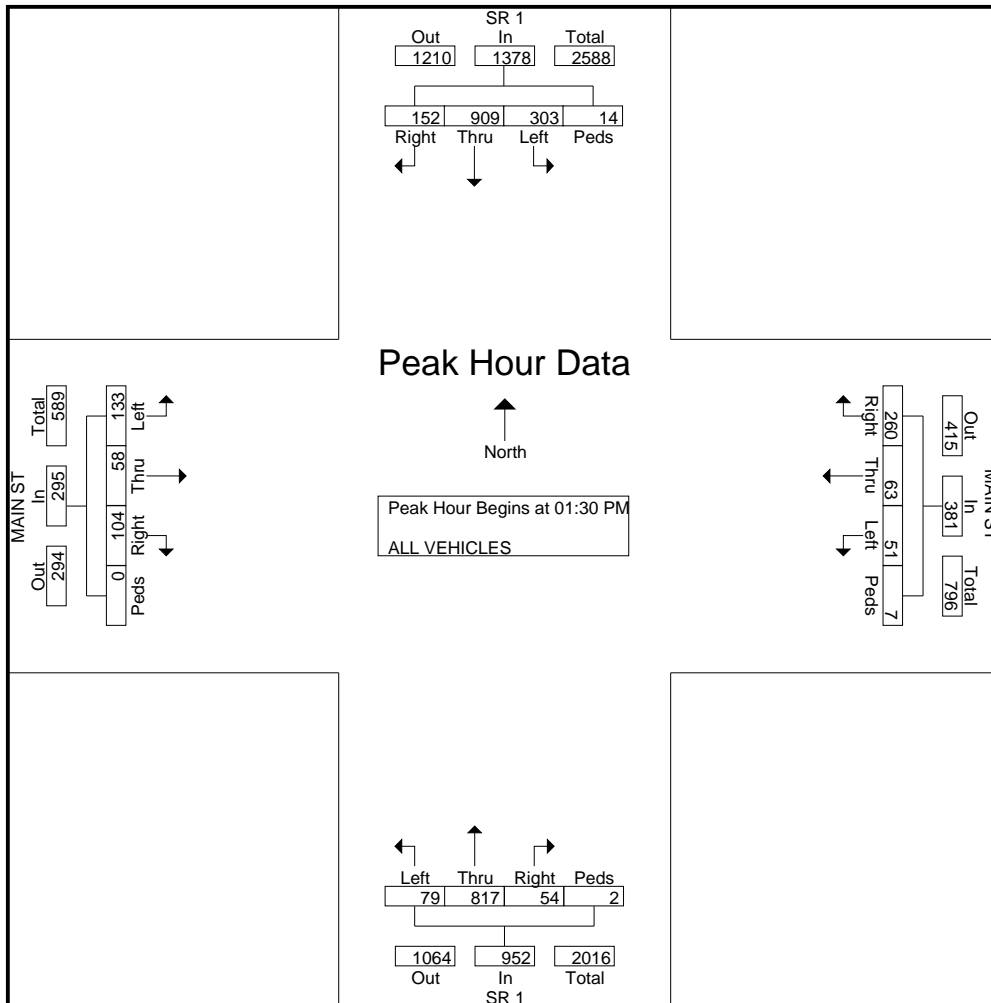 SR 1
Out In Total
1210 1378 2588
152 909 303 14
Right Thru Left Peds
Peak Hour Data
North
Peak Hour Begins at 01:30 PM
ALL VEHICLES
MAIN ST
Total In Out
589 295 294
133 58 104 0
Left Thru Right Peds
Right Thru Left Peds
260 63 51 7
Out In Total
415 381 796
MAIN ST
Left Thru Right Peds
79 817 54 2
1064 952 2016
Out In Total
SR 1